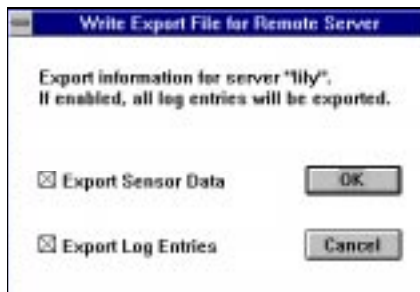 Write Export File for Remote Server
Export information for server "lily".
If enabled, all log entries will be exported.
Export Sensor Data
OK
Export Log Entries
Cancel